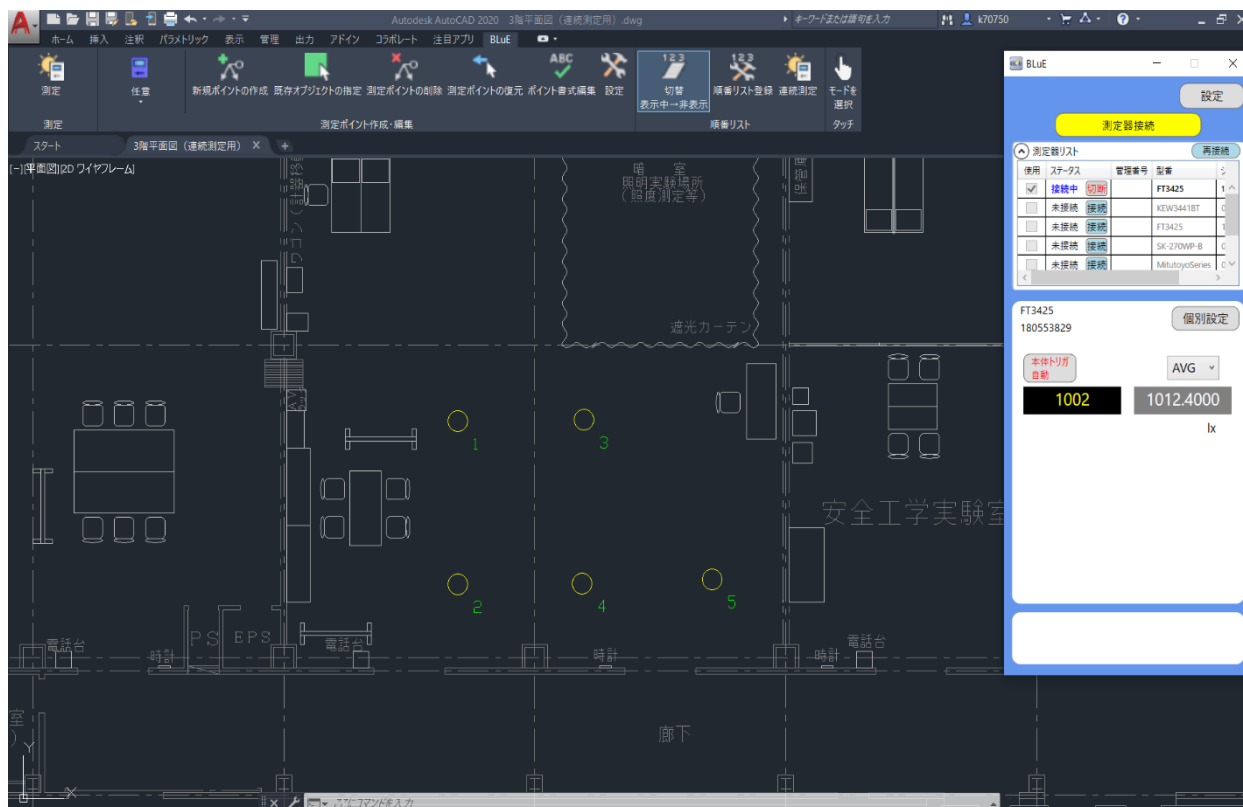 Autodesk AutoCAD 2020 3階平面図（連続測定用）.dwg
キーワードまたは語句を入力
k70750
ホーム 挿入 注釈 パラメトリック 表示 管理 出力 アドイン コラボレート 注目アプリ BLuE
測定
任意
新規ポイントの作成 既存オブジェクトの指定 測定ポイントの削除 測定ポイントの復元 ポイント書式編集 設定
ABC
123
切替
表示中→非表示
123
順番リスト登録 連続測定
モードを
選択
測定 測定ポイント作成・編集 順番リスト タッチ
スタート 3階平面図（連続測定用）
[-][平面図][2D ワイヤフレーム]
暗 室
照明実験場所
（照度測定等）
遮光カーテン
1
3
安全工学実験室
2
4
5
PS EPS
電話台
時計
電話台
時計
時計
電話台
廊下
室
Y
X
ここにコマンドを入力
BLuE
設定
測定器接続
測定器リスト 再接続
使用 ステータス 管理番号 型番
接続中 切断 FT3425
未接続 接続 KEW3441BT
未接続 接続 FT3425
未接続 接続 SK-270WP-B
未接続 接続 MitutoyoSeries
FT3425
180553829
個別設定
本体トリガ
自動
AVG
1002 1012.4000
lx